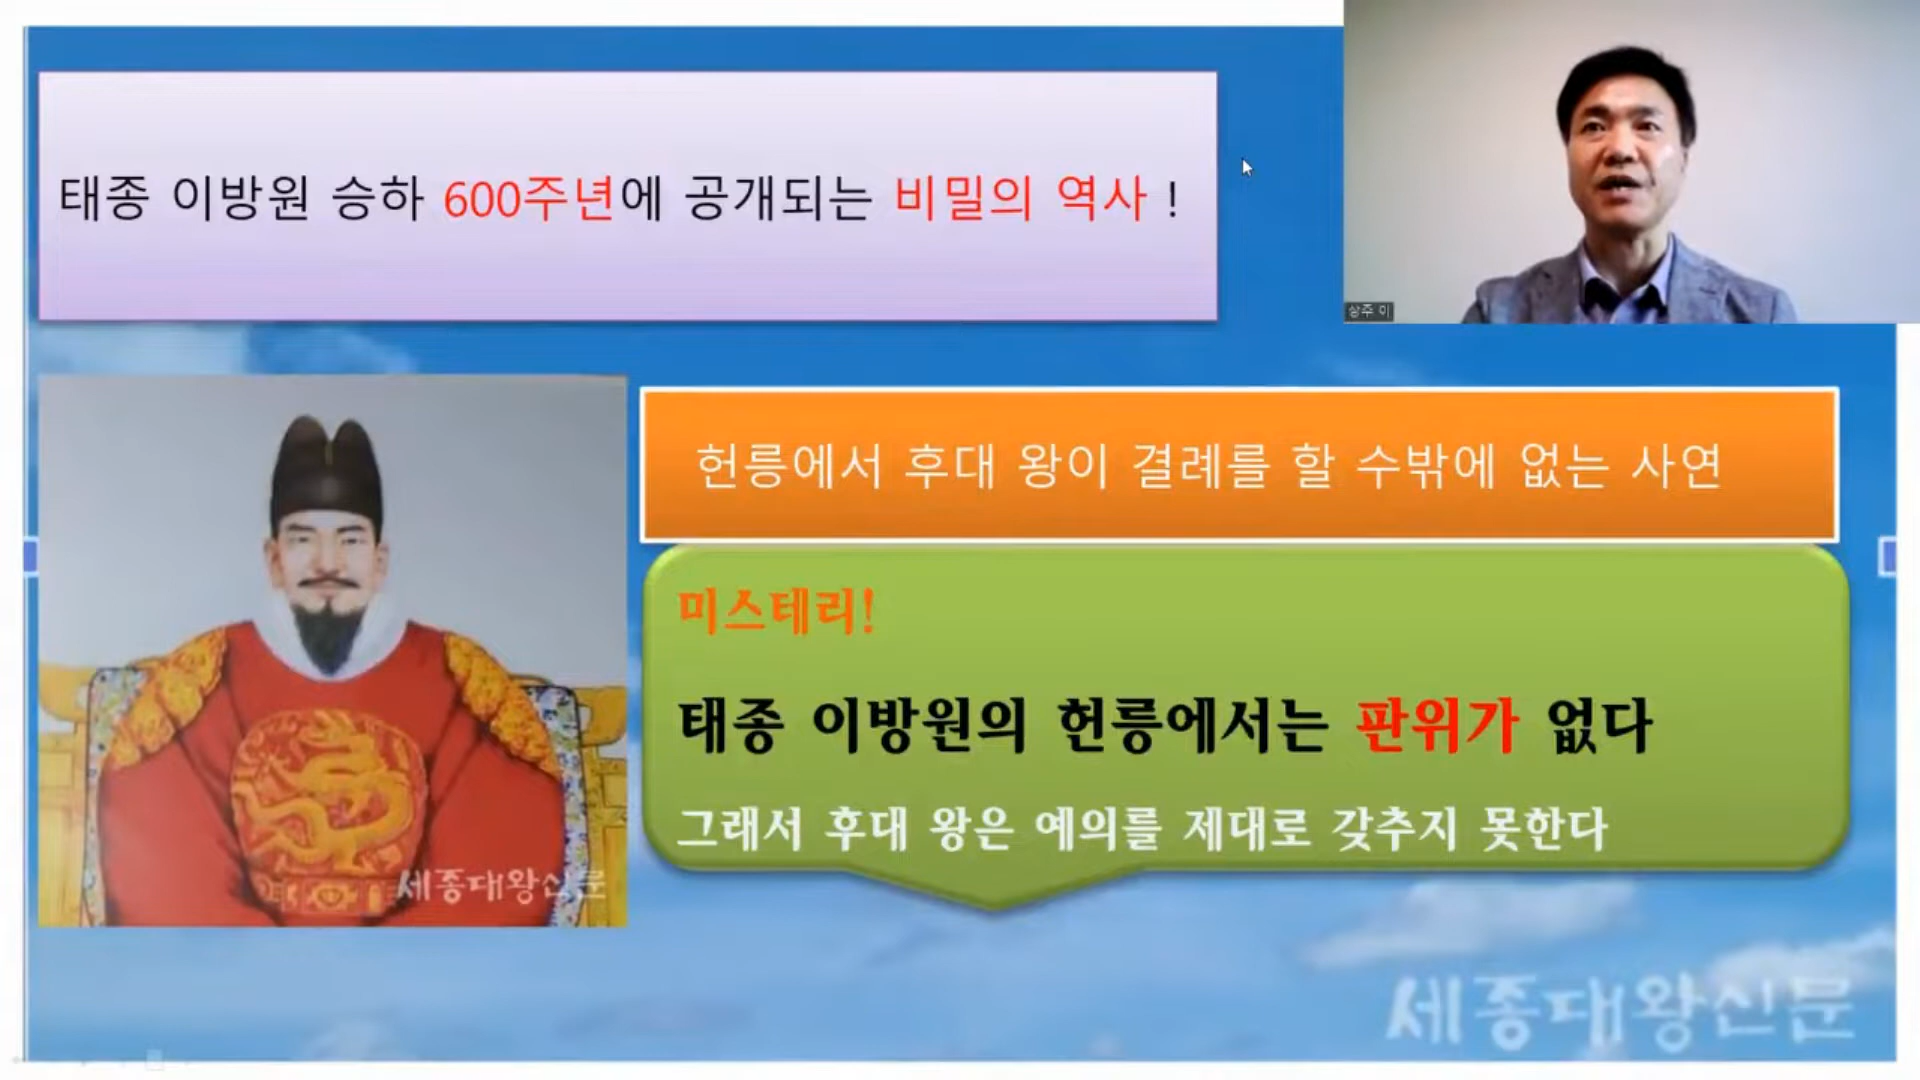 태종 이방원 승하 600주년에 공개되는 비밀의 역사 !
상주 이
헌릉에서 후대 왕이 결례를 할 수밖에 없는 사연
미스테리!
태종 이방원의 헌릉에서는 판위가 없다
그래서 후대 왕은 예의를 제대로 갖추지 못한다
세종대왕신문
세종대왕신문